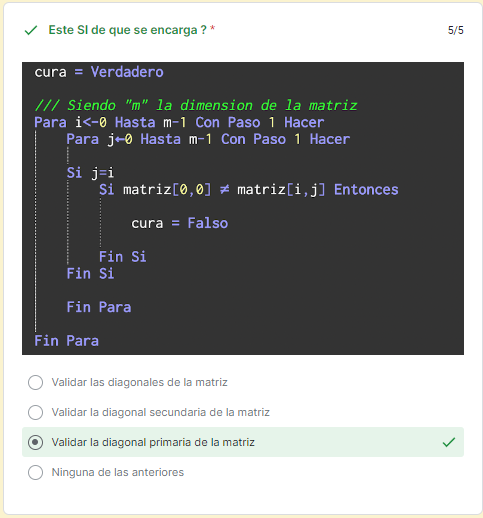 Este SI de que se encarga ? *
5/5
cura = Verdadero
/// Siendo "m" la dimension de la matriz
Para i<-0 Hasta m-1 Con Paso 1 Hacer
Para j←0 Hasta m-1 Con Paso 1 Hacer
Si j=i
Si matriz[0,0] ≠ matriz[i,j] Entonces
cura = Falso
Fin Si
Fin Si
Fin Para
Fin Para
Validar las diagonales de la matriz
Validar la diagonal secundaria de la matriz
Validar la diagonal primaria de la matriz
Ninguna de las anteriores